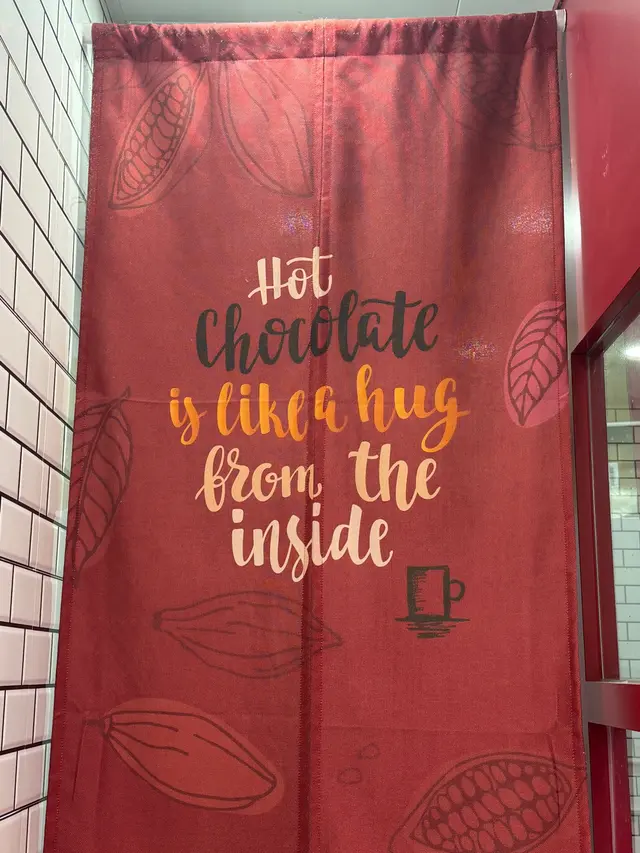 Hot
Chocolate
is like a hug
from the
inside